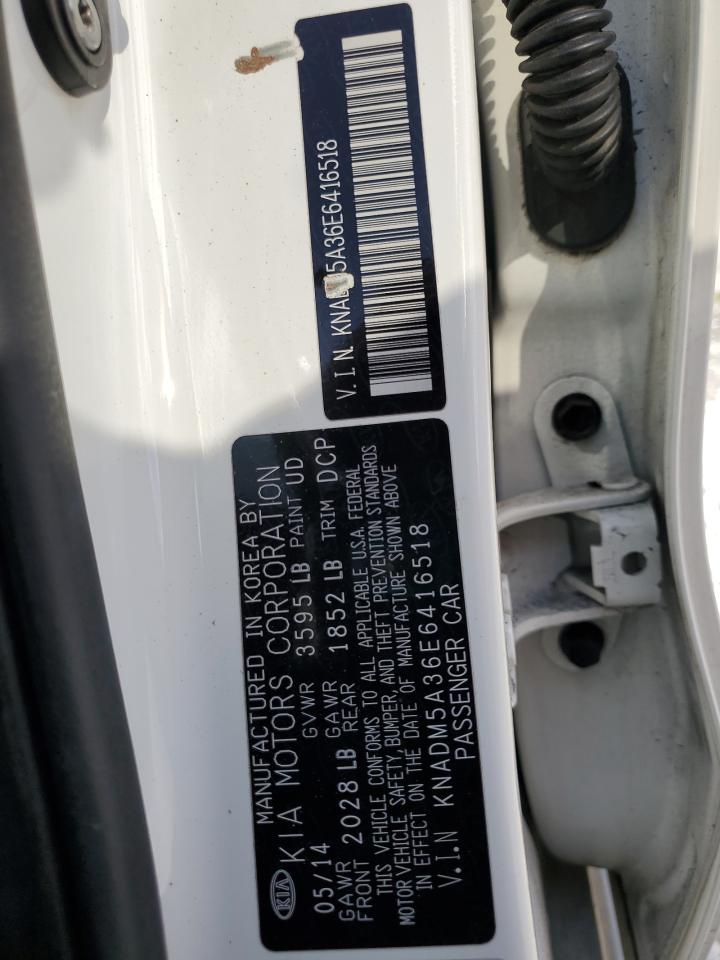 MANUFACTURED IN KOREA BY
KIA KIA MOTORS CORPORATION
05/14 GVWR 3595 LB PAINT UD
GAWR FRONT 2028 LB GAWR REAR 1852 LB TRIM DCP
THIS VEHICLE CONFORMS TO ALL APPLICABLE U.S.A. FEDERAL
MOTOR VEHICLE SAFETY, BUMPER, AND THEFT PREVENTION STANDARDS
IN EFFECT ON THE DATE OF MANUFACTURE SHOWN ABOVE
V.I.N KNADM5A36E6416518
PASSENGER CAR
V.I.N.